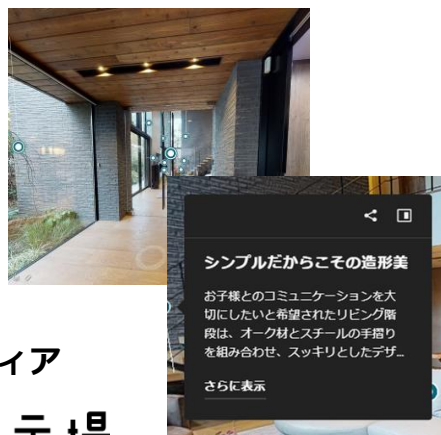 シンプルだからこその造形美
お子様とのコミュニケーションを大
切にしたいと希望されたリビング階
段は、オーク材とスチールの手摺り
を組み合わせ、スッキリとしたデザ...
さらに表示
ィア